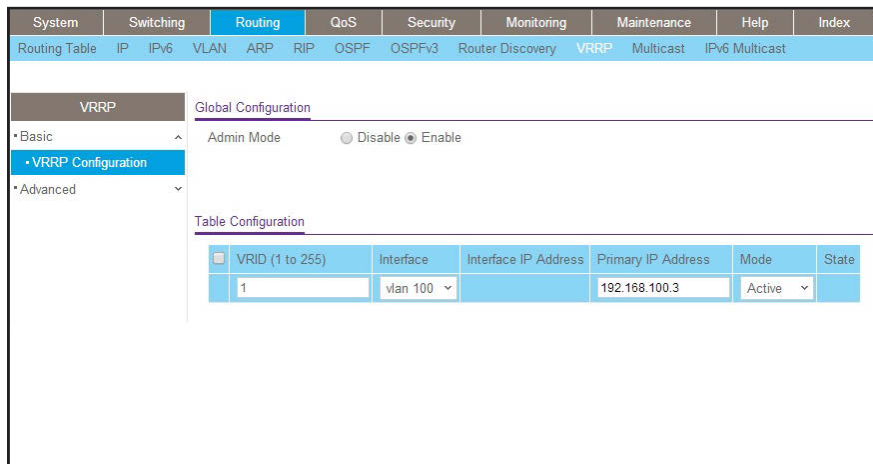 System Switching Routing QoS Security Monitoring Maintenance Help Index
Routing Table IP IPv6 VLAN ARP RIP OSPF OSPFv3 Router Discovery VRRP Multicast IPv6 Multicast
VRRP
Basic
VRRP Configuration
Advanced
Global Configuration
Admin Mode Disable Enable
Table Configuration
VRID (1 to 255) Interface Interface IP Address Primary IP Address Mode State
1 vlan 100 192.168.100.3 Active